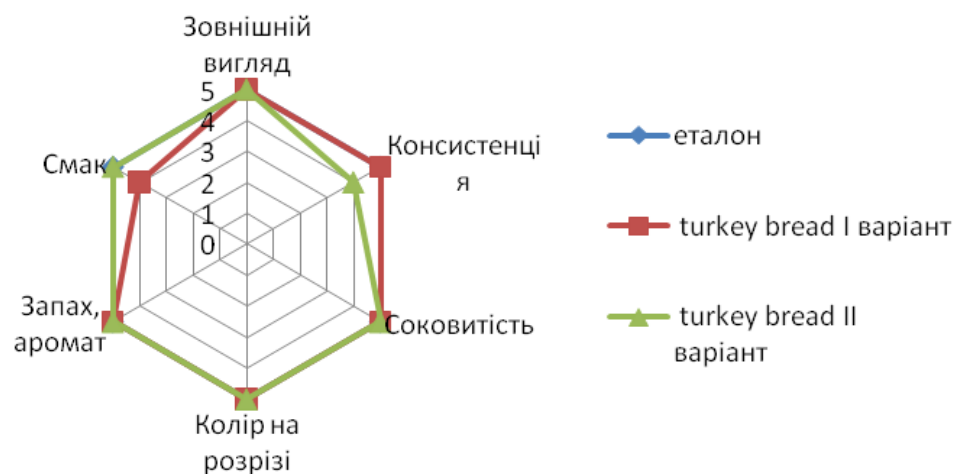 Зовнішній
вигляд
5
4
3
2
1
0
Консистенці
я
Соковитість
Колір на
розрізі
Запах,
аромат
Смак
еталон
turkey bread I варіант
turkey bread II
варіант